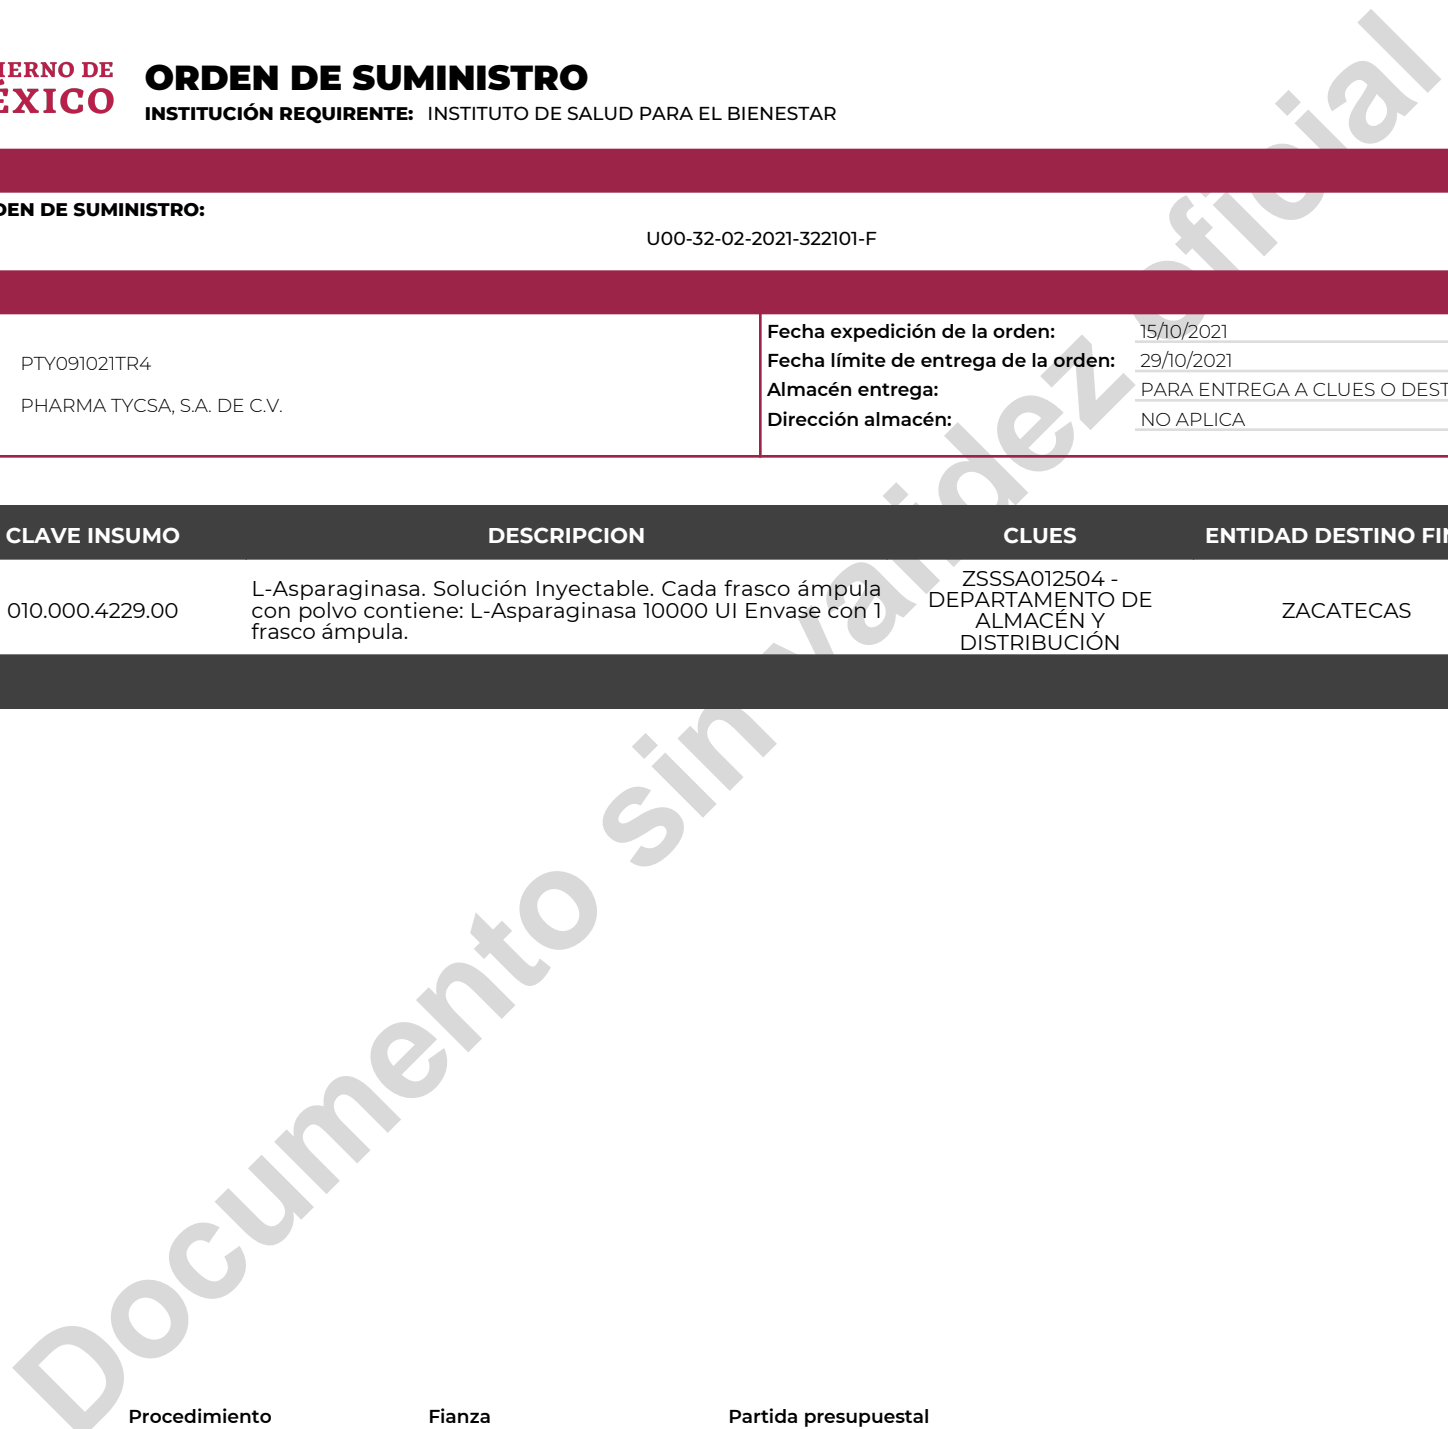 IERNO DE
ÉXICO
ORDEN DE SUMINISTRO
INSTITUCIÓN REQUIRENTE: INSTITUTO DE SALUD PARA EL BIENESTAR
DEN DE SUMINISTRO:
U00-32-02-2021-322101-F
PTY091021TR4
PHARMA TYCSA, S.A. DE C.V.
Fecha expedición de la orden: 15/10/2021
Fecha límite de entrega de la orden: 29/10/2021
Almacén entrega: PARA ENTREGA A CLUES O DEST
Dirección almacén: NO APLICA
CLAVE INSUMO DESCRIPCION CLUES ENTIDAD DESTINO FIN
010.000.4229.00
L-Asparaginasa. Solución Inyectable. Cada frasco ámpula
con polvo contiene: L-Asparaginasa 10000 UI Envase con 1
frasco ámpula.
ZSSSA012504 -
DEPARTAMENTO DE
ALMACÉN Y
DISTRIBUCIÓN
ZACATECAS
Documento sin validez oficial
Procedimiento Fianza Partida presupuestal